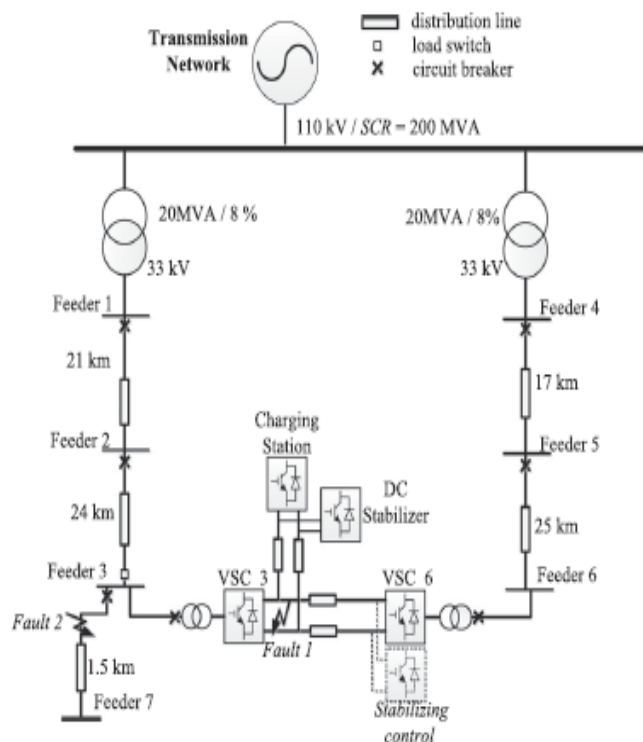 Transmission
Network
distribution line
load switch
circuit breaker
110 kV / SCR = 200 MVA
20MVA / 8 %
33 kV
20MVA / 8%
33 kV
Feeder 1
Feeder 4
21 km
17 km
Feeder 2
Feeder 5
Charging
Station
DC
Stabilizer
24 km
25 km
Feeder 3
VSC 3
VSC 6
Feeder 6
Fault 2
Fault 1
1.5 km
Feeder 7
Stabilizing
control